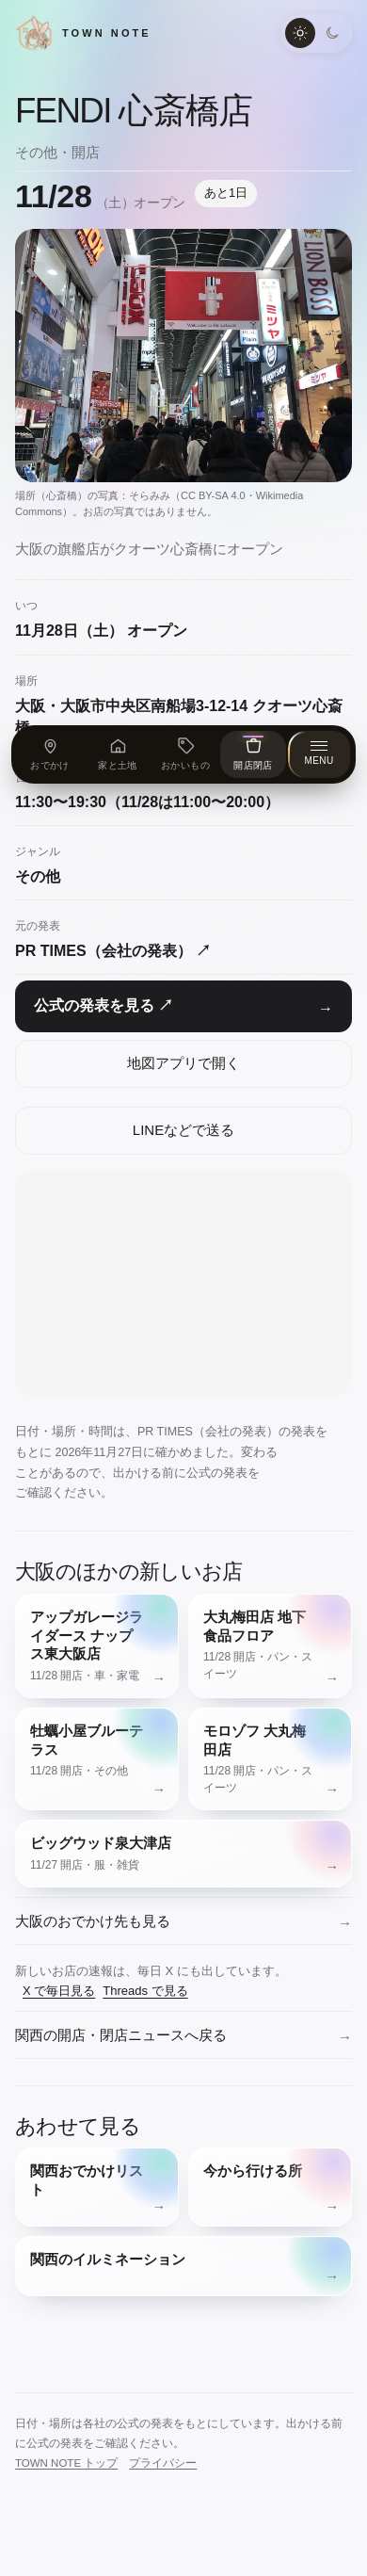 TOWN NOTE
FENDI 心斎橋店
その他・開店
11/28 （土）オープン あと1日
LION BOSS
ミツヤ
Plain
ミツヤ
場所（心斎橋）の写真：そらみみ（CC BY-SA 4.0・Wikimedia
Commons）。お店の写真ではありません。
大阪の旗艦店がクオーツ心斎橋にオープン
いつ
11月28日（土） オープン
場所
大阪・大阪市中央区南船場3-12-14 クオーツ心斎
おでかけ 家と土地 おかいもの 開店閉店 MENU
11:30〜19:30（11/28は11:00〜20:00）
ジャンル
その他
元の発表
PR TIMES（会社の発表） ↗
公式の発表を見る ↗ →
地図アプリで開く
LINEなどで送る
日付・場所・時間は、PR TIMES（会社の発表）の発表を
もとに 2026年11月27日に確かめました。変わる
ことがあるので、出かける前に公式の発表を
ご確認ください。
大阪のほかの新しいお店
アップガレージラ
イダース ナップ
ス東大阪店
11/28 開店・車・家電 →
大丸梅田店 地下
食品フロア
11/28 開店・パン・ス
イーツ →
牡蠣小屋ブルーテ
ラス
11/28 開店・その他 →
モロゾフ 大丸梅
田店
11/28 開店・パン・ス
イーツ →
ビッグウッド泉大津店
11/27 開店・服・雑貨 →
大阪のおでかけ先も見る →
新しいお店の速報は、毎日 X にも出しています。
X で毎日見る Threads で見る
関西の開店・閉店ニュースへ戻る →
あわせて見る
関西おでかけリス
ト →
今から行ける所 →
関西のイルミネーション →
日付・場所は各社の公式の発表をもとにしています。出かける前
に公式の発表をご確認ください。
TOWN NOTE トップ プライバシー